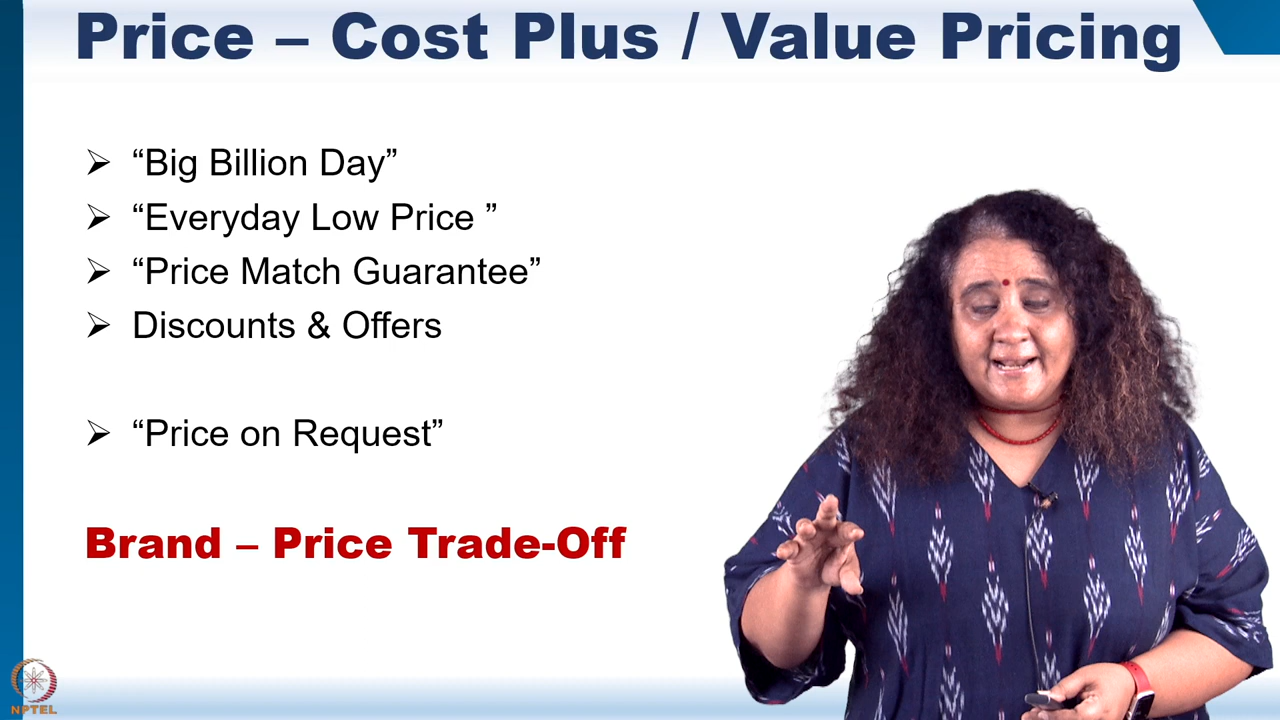 Price – Cost Plus / Value Pricing
“Big Billion Day”
“Everyday Low Price ”
“Price Match Guarantee”
Discounts & Offers
“Price on Request”
Brand – Price Trade-Off
NPTEL